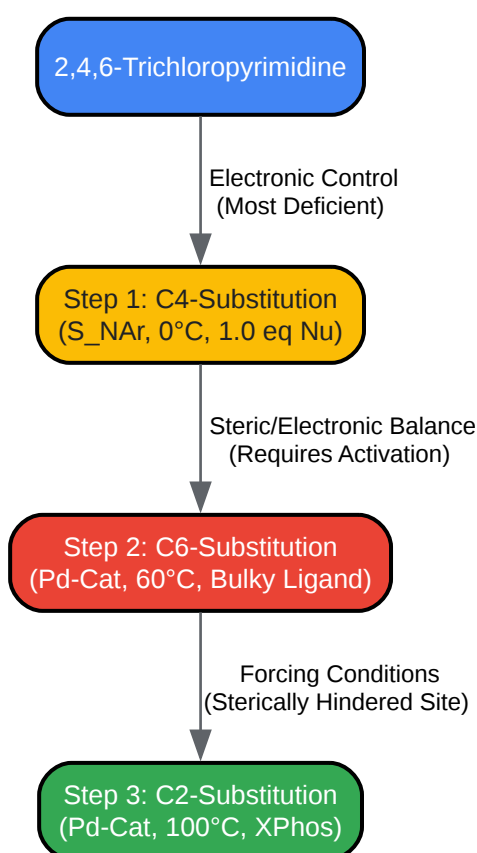 2,4,6-Trichloropyrimidine
Electronic Control
(Most Deficient)
Step 1: C4-Substitution
(S_NAr, 0°C, 1.0 eq Nu)
Steric/Electronic Balance
(Requires Activation)
Step 2: C6-Substitution
(Pd-Cat, 60°C, Bulky Ligand)
Forcing Conditions
(Sterically Hindered Site)
Step 3: C2-Substitution
(Pd-Cat, 100°C, XPhos)